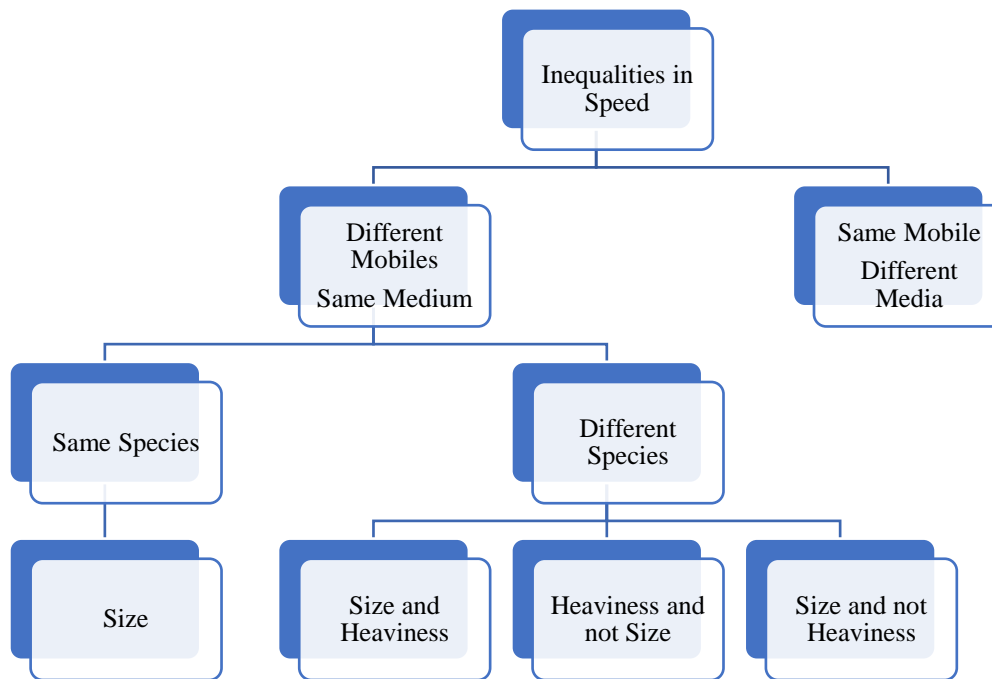 Inequalities in
Speed
Different
Mobiles
Same Medium
Same Mobile
Different
Media
Same Species
Different
Species
Size
Size and
Heaviness
Heaviness and
not Size
Size and not
Heaviness